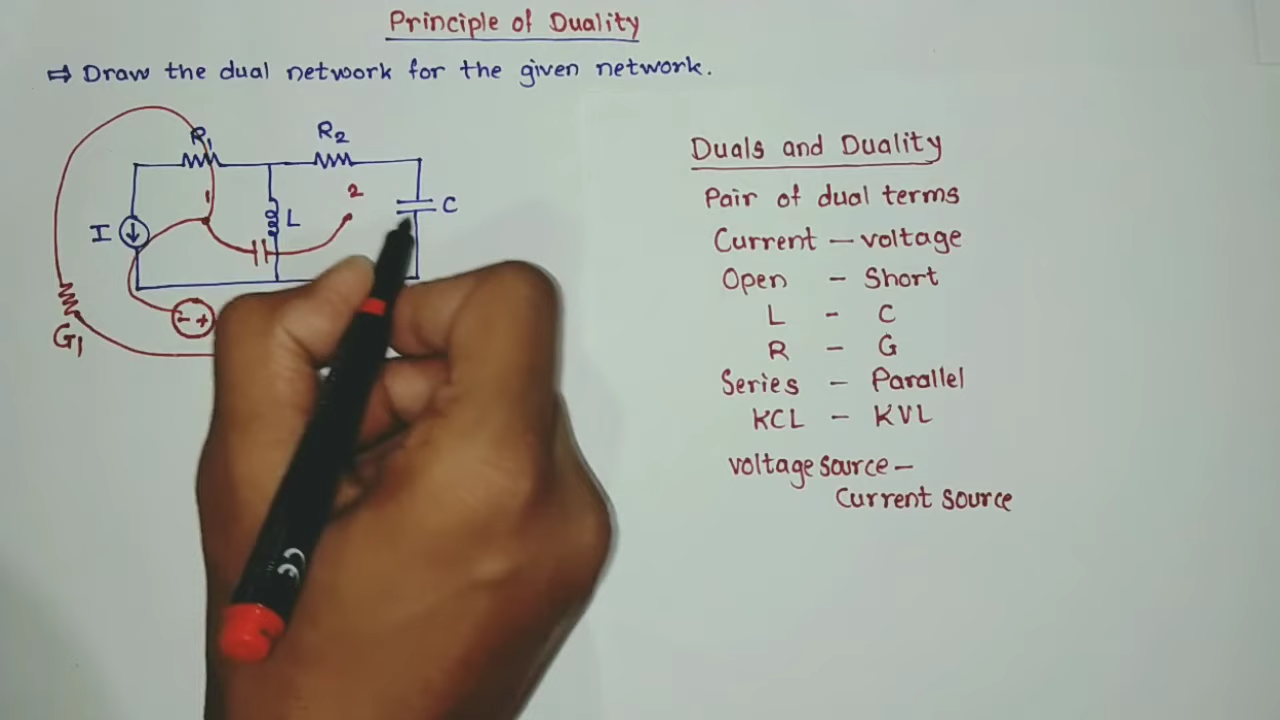 Principle of Duality
⇒ Draw the dual network for the given network.
R1
R2
1
2
I
L
C
- +
G1
Duals and Duality
Pair of dual terms
Current — voltage
Open - Short
L - C
R - G
Series - Parallel
KCL - KVL
voltage source —
Current source
CE